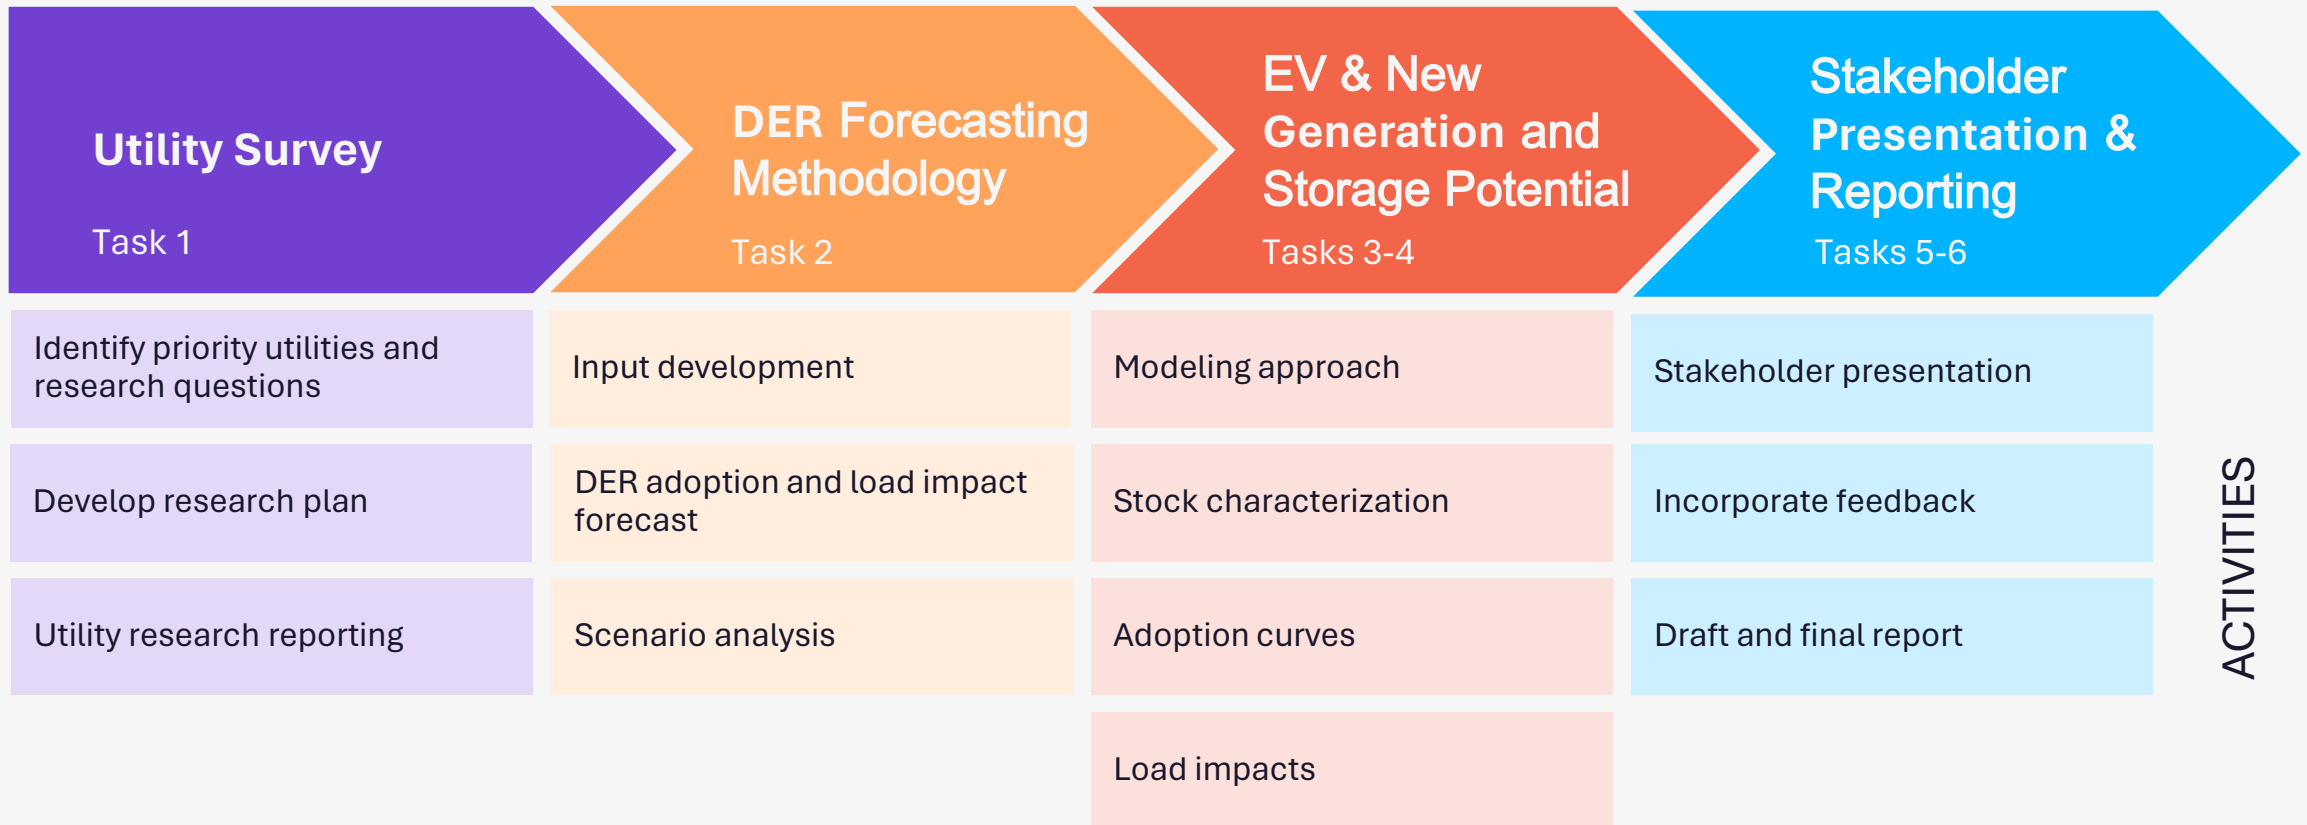 Utility Survey
Task 1
DER Forecasting
Methodology
Task 2
EV & New
Generation and
Storage Potential
Tasks 3-4
Stakeholder
Presentation &
Reporting
Tasks 5-6
Identify priority utilities and
research questions
Develop research plan
Utility research reporting
Input development
DER adoption and load impact
forecast
Scenario analysis
Modeling approach
Stock characterization
Adoption curves
Load impacts
Stakeholder presentation
Incorporate feedback
Draft and final report
ACTIVITIES